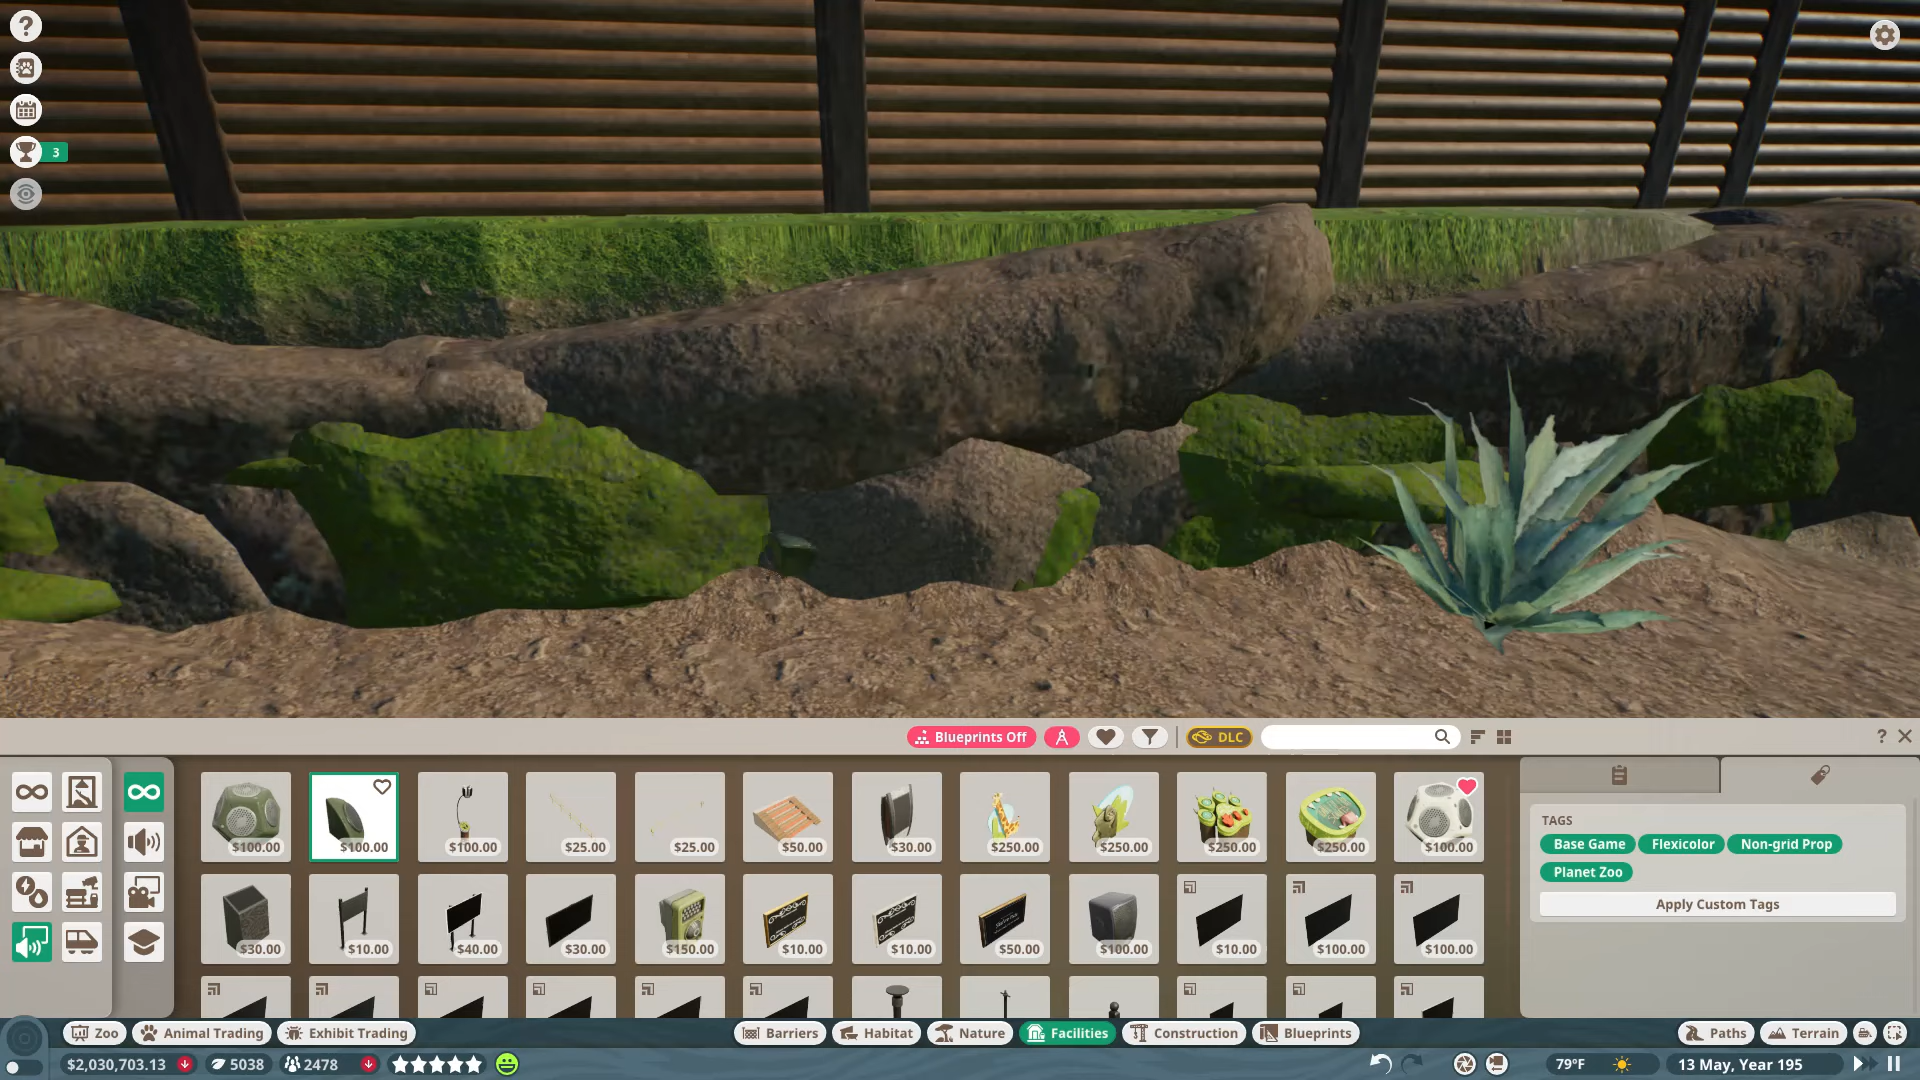 3
Blueprints Off
DLC
$100.00 $100.00 $100.00 $25.00 $25.00 $50.00 $30.00 $250.00 $250.00 $250.00 $250.00 $100.00
$30.00 $10.00 $40.00 $30.00 $150.00 $10.00 $10.00 $50.00 $100.00 $10.00 $100.00 $100.00
TAGS
Base Game Flexicolor Non-grid Prop
Planet Zoo
Apply Custom Tags
Zoo Animal Trading Exhibit Trading Barriers Habitat Nature Facilities Construction Blueprints Paths Terrain
$2,030,703.13 5038 2478 79°F 13 May, Year 195